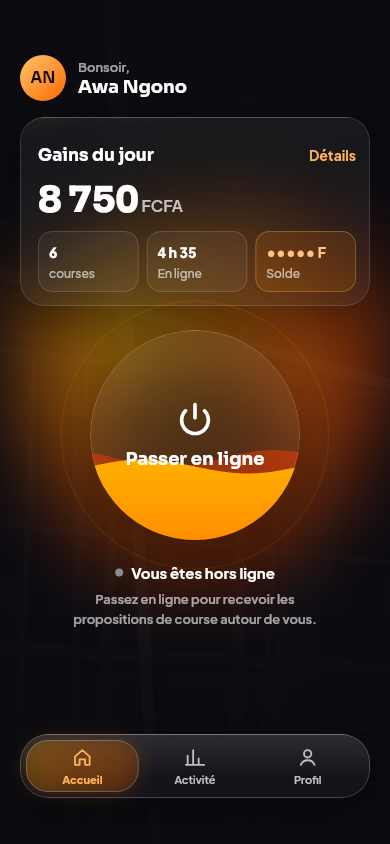 AN
Bonsoir,
Awa Ngono
Gains du jour
Détails
8 750 FCFA
6
courses
4 h 35
En ligne
●●●●● F
Solde
Passer en ligne
Vous êtes hors ligne
Passez en ligne pour recevoir les
propositions de course autour de vous.
Accueil
Activité
Profil